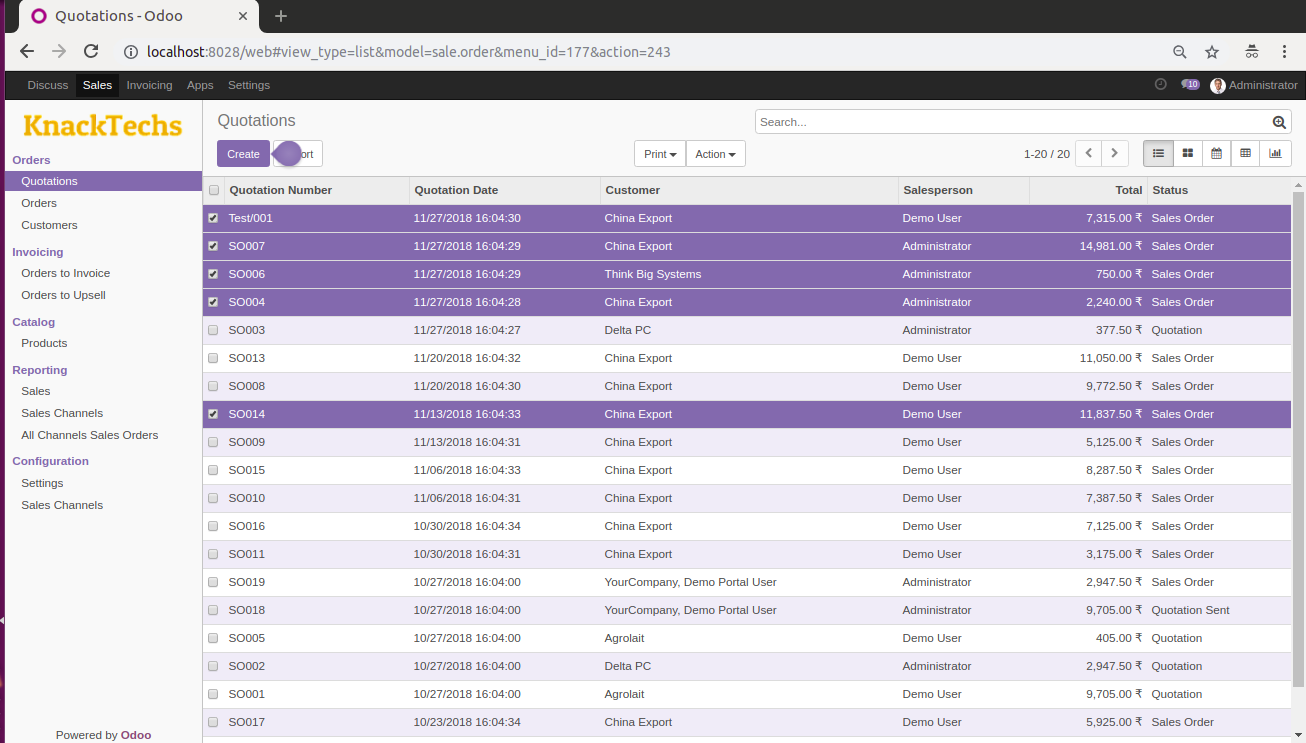 Quotations - Odoo
localhost:8028/web#view_type=list&model=sale.order&menu_id=177&action=243
Discuss Sales Invoicing Apps Settings 10 Administrator
KnackTechs
Orders
Quotations
Orders
Customers
Invoicing
Orders to Invoice
Orders to Upsell
Catalog
Products
Reporting
Sales
Sales Channels
All Channels Sales Orders
Configuration
Settings
Sales Channels
Powered by Odoo
Quotations
Search...
Create Print Action 1-20 / 20
Quotation Number Quotation Date Customer Salesperson Total Status
Test/001 11/27/2018 16:04:30 China Export Demo User 7,315.00 ₹ Sales Order
SO007 11/27/2018 16:04:29 China Export Administrator 14,981.00 ₹ Sales Order
SO006 11/27/2018 16:04:29 Think Big Systems Administrator 750.00 ₹ Sales Order
SO004 11/27/2018 16:04:28 China Export Administrator 2,240.00 ₹ Sales Order
SO003 11/27/2018 16:04:27 Delta PC Administrator 377.50 ₹ Quotation
SO013 11/20/2018 16:04:32 China Export Demo User 11,050.00 ₹ Sales Order
SO008 11/20/2018 16:04:30 China Export Demo User 9,772.50 ₹ Sales Order
SO014 11/13/2018 16:04:33 China Export Demo User 11,837.50 ₹ Sales Order
SO009 11/13/2018 16:04:31 China Export Demo User 5,125.00 ₹ Sales Order
SO015 11/06/2018 16:04:33 China Export Demo User 8,287.50 ₹ Sales Order
SO010 11/06/2018 16:04:31 China Export Demo User 7,387.50 ₹ Sales Order
SO016 10/30/2018 16:04:34 China Export Demo User 7,125.00 ₹ Sales Order
SO011 10/30/2018 16:04:31 China Export Demo User 3,175.00 ₹ Sales Order
SO019 10/27/2018 16:04:00 YourCompany, Demo Portal User Administrator 2,947.50 ₹ Sales Order
SO018 10/27/2018 16:04:00 YourCompany, Demo Portal User Administrator 9,705.00 ₹ Quotation Sent
SO005 10/27/2018 16:04:00 Agrolait Demo User 405.00 ₹ Quotation
SO002 10/27/2018 16:04:00 Delta PC Administrator 2,947.50 ₹ Quotation
SO001 10/27/2018 16:04:00 Agrolait Demo User 9,705.00 ₹ Quotation
SO017 10/23/2018 16:04:34 China Export Demo User 5,925.00 ₹ Sales Order